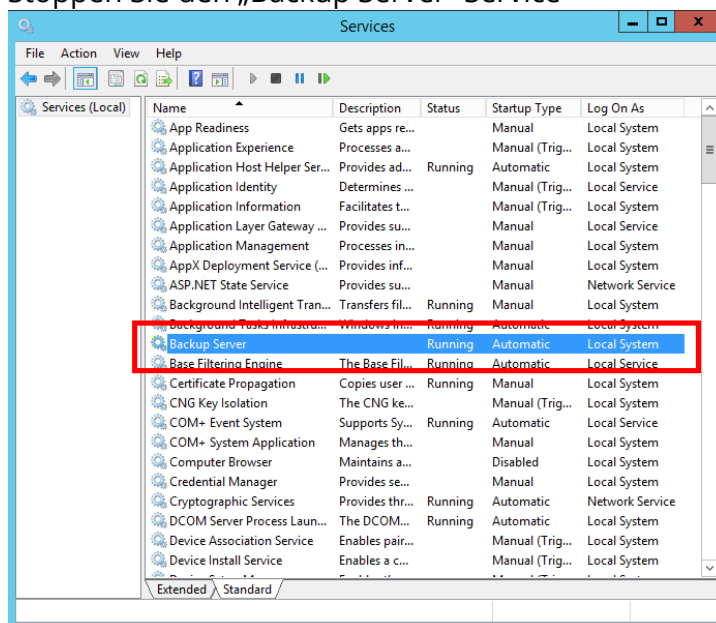 Stoppen Sie den „Backup Server“ Service
Services
File Action View Help
Services (Local)
Name Description Status Startup Type Log On As
App Readiness Gets apps re... Manual Local System
Application Experience Processes a... Manual (Trig... Local System
Application Host Helper Ser... Provides ad... Running Automatic Local System
Application Identity Determines ... Manual (Trig... Local Service
Application Information Facilitates t... Manual (Trig... Local System
Application Layer Gateway ... Provides su... Manual Local Service
Application Management Processes in... Manual Local System
AppX Deployment Service (... Provides inf... Manual Local System
ASP.NET State Service Provides su... Manual Network Service
Background Intelligent Tran... Transfers fil... Running Manual Local System
Background Tasks Infrastru... Windows in... Running Automatic Local System
Backup Server Running Automatic Local System
Base Filtering Engine The Base Fil... Running Automatic Local Service
Certificate Propagation Copies user ... Running Manual Local System
CNG Key Isolation The CNG ke... Manual (Trig... Local System
COM+ Event System Supports Sy... Running Automatic Local Service
COM+ System Application Manages th... Manual Local System
Computer Browser Maintains a... Disabled Local System
Credential Manager Provides se... Manual Local System
Cryptographic Services Provides thr... Running Automatic Network Service
DCOM Server Process Laun... The DCOM... Running Automatic Local System
Device Association Service Enables pair... Manual (Trig... Local System
Device Install Service Enables a c... Manual (Trig... Local System
Extended Standard